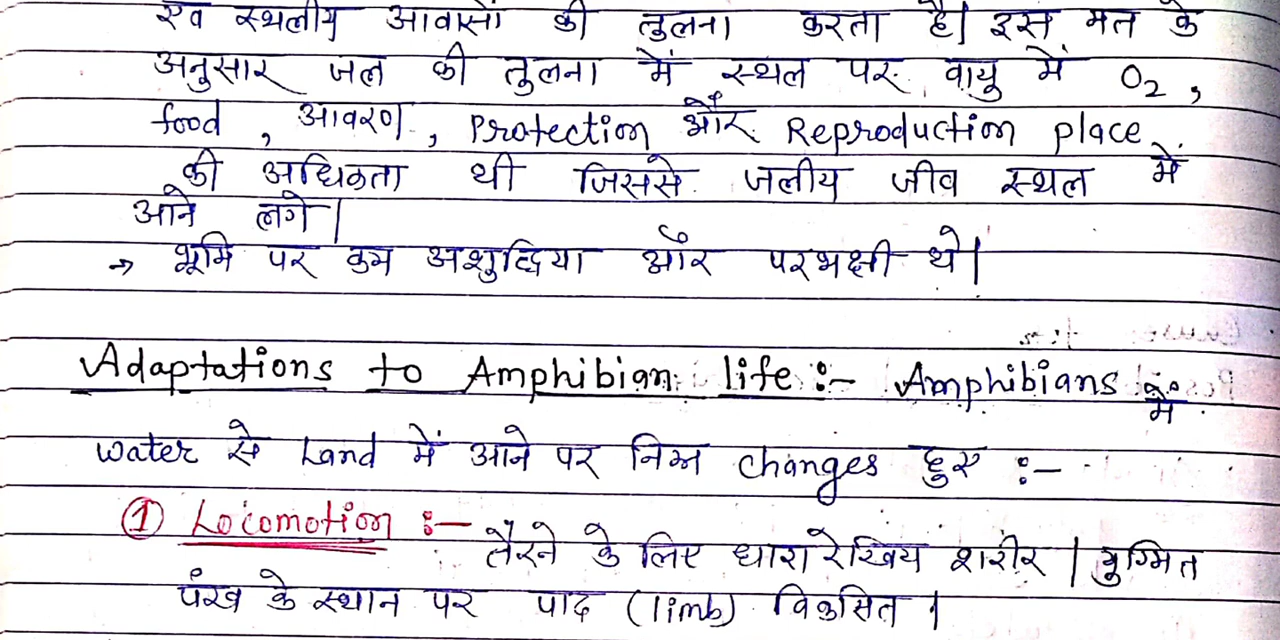 एव स्थलीय आवासों की तुलना करता है। इस मत के
अनुसार जल की तुलना में स्थल पर वायु में O2,
food, आवरण, Protection और Reproduction place
की अधिकता थी जिससे जलीय जीव स्थल में
आने लगे।
→ भूमि पर कम अशुद्धिया और परभक्षी थे।
Adaptations to Amphibian life :- Amphibians में
water से Land में आने पर निम्न changes हुए :-
① Locomotion :- तैरने के लिए धारारेखिय शरीर। युग्मित
पंख के स्थान पर पाद (limb) विकसित।